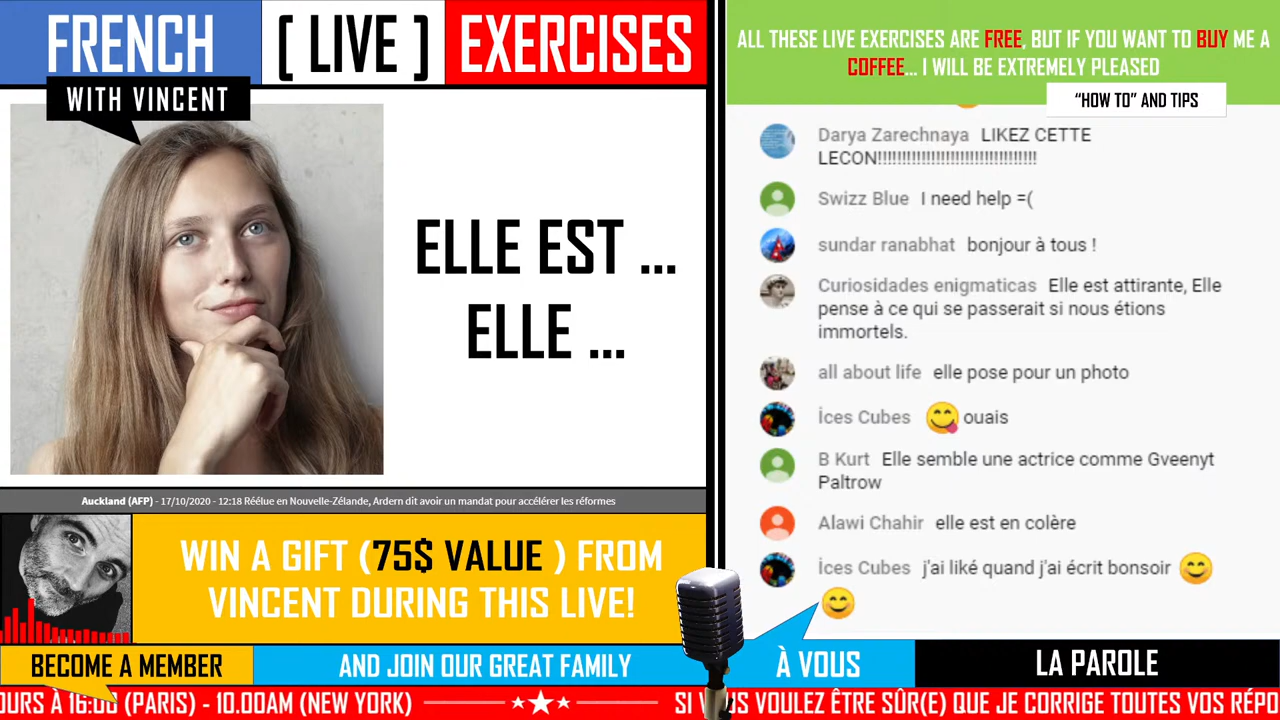 FRENCH
[ LIVE ]
EXERCISES
WITH VINCENT
ELLE EST ...
ELLE ...
Auckland (AFP) - 17/10/2020 - 12:18 Réélue en Nouvelle-Zélande, Ardern dit avoir un mandat pour accélérer les réformes
WIN A GIFT (75$ VALUE ) FROM
VINCENT DURING THIS LIVE!
BECOME A MEMBER
AND JOIN OUR GREAT FAMILY
ALL THESE LIVE EXERCISES ARE FREE, BUT IF YOU WANT TO BUY ME A
COFFEE... I WILL BE EXTREMELY PLEASED
“HOW TO” AND TIPS
Darya Zarechnaya LIKEZ CETTE
LECON!!!!!!!!!!!!!!!!!!!!!!!!!!!!!!!!!
Swizz Blue I need help =(
sundar ranabhat bonjour à tous !
Curiosidades enigmaticas Elle est attirante, Elle
pense à ce qui se passerait si nous étions
immortels.
all about life elle pose pour un photo
İces Cubes 😋 ouais
B Kurt Elle semble une actrice comme Gveenyt
Paltrow
Alawi Chahir elle est en colère
İces Cubes j'ai liké quand j'ai écrit bonsoir 😊
😊
À VOUS
LA PAROLE
OURS À 16:00 (PARIS) - 10.00AM (NEW YORK)
SI VOUS VOULEZ ÊTRE SÛR(E) QUE JE CORRIGE TOUTES VOS RÉPO